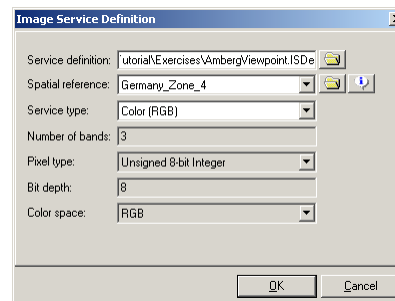 Image Service Definition
Service definition: utorial\Exercises\AmbergViewpoint.ISDe
Spatial reference: Germany_Zone_4
Service type: Color (RGB)
Number of bands: 3
Pixel type: Unsigned 8-bit Integer
Bit depth: 8
Color space: RGB
OK Cancel